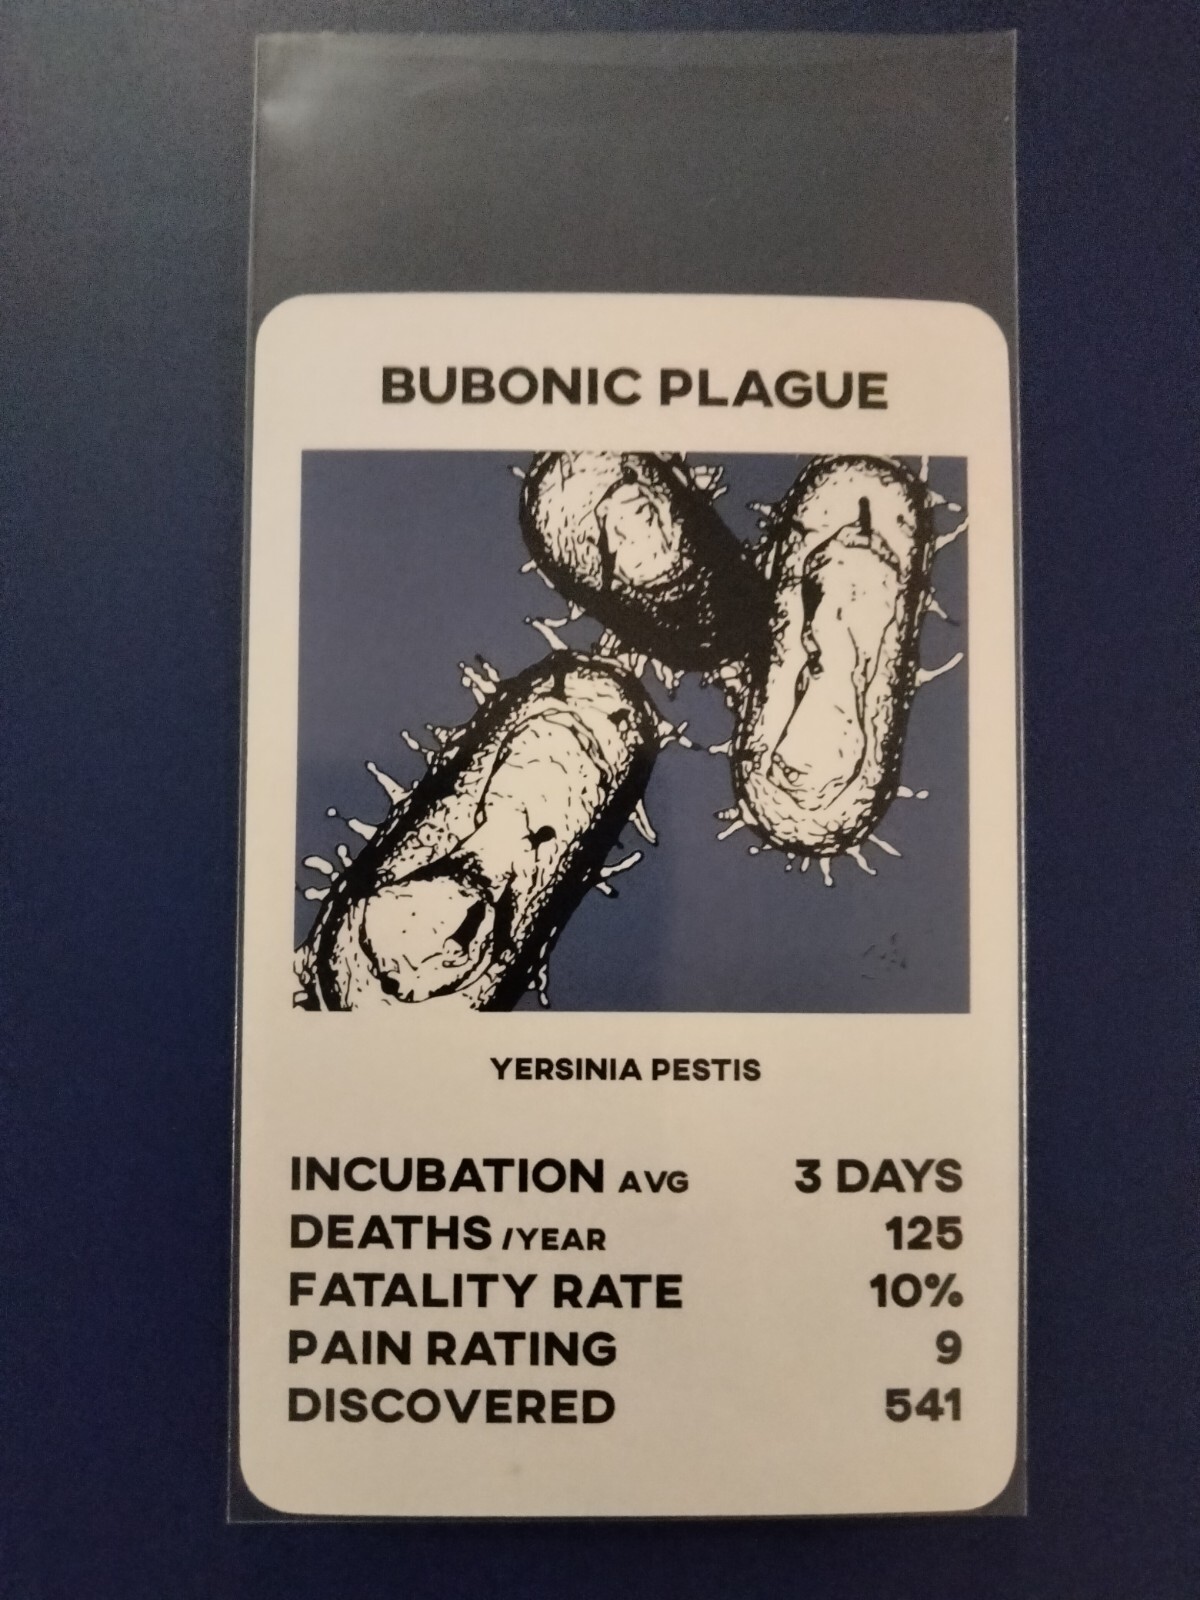 BUBONIC PLAGUE
YERSINIA PESTIS
INCUBATION AVG 3 DAYS
DEATHS /YEAR 125
FATALITY RATE 10%
PAIN RATING 9
DISCOVERED 541